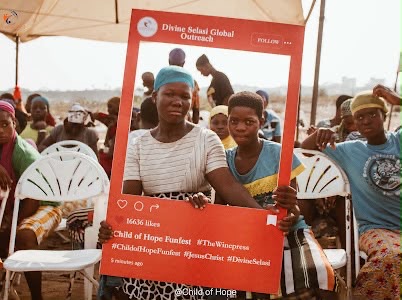 Divine Selasi Global
Outreach
FOLLOW
16636 likes
Child of Hope Funfest #TheWinepress
#ChildofHopeFunfest #JesusChrist #DivineSelasi
5 minutes ago
@Child of Hope